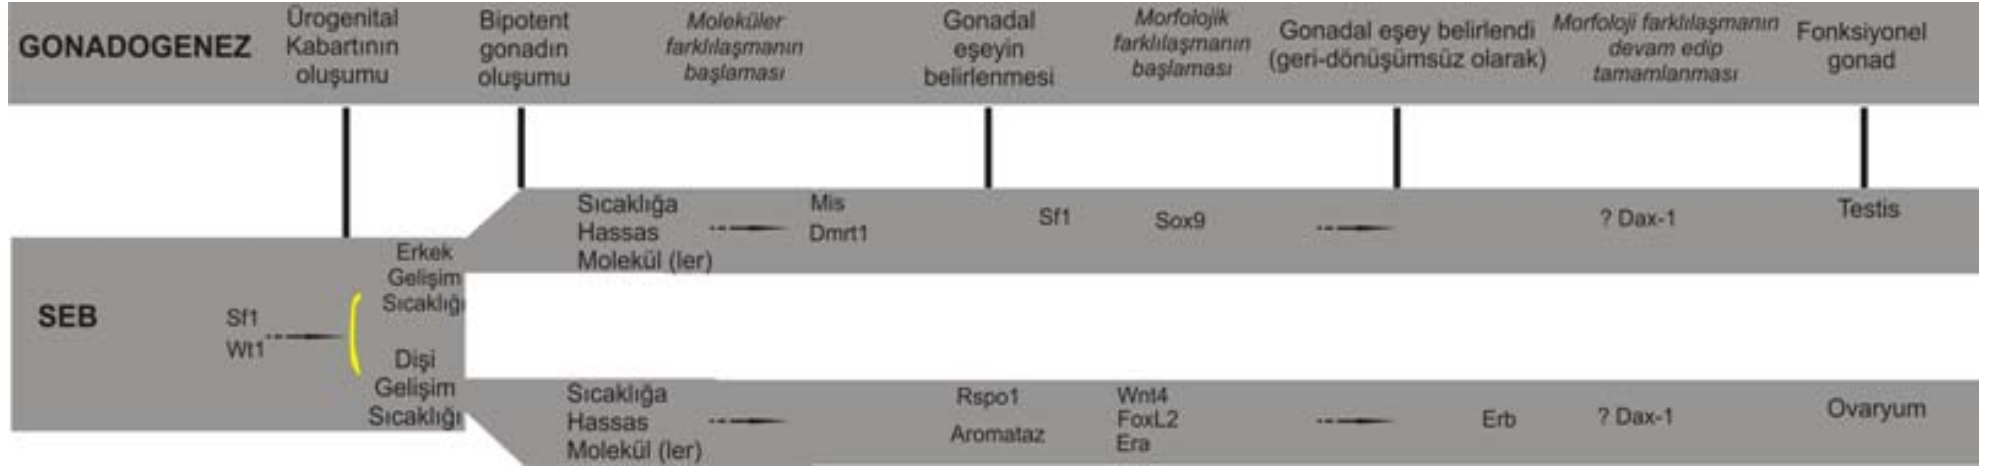 GONADOGENEZ
Ürogenital
Kabartının
oluşumu
Bipotent
gonadın
oluşumu
Moleküler
farklılaşmanın
başlaması
Gonadal
eşeyin
belirlenmesi
Morfolojik
farklılaşmanın
başlaması
Gonadal eşey belirlendi
(geri-dönüşümsüz olarak)
Morfoloji farklılaşmanın
devam edip
tamamlanması
Fonksiyonel
gonad
SEB
Sf1
Wt1
Erkek
Gelişim
Sıcaklığı
Sıcaklığa
Hassas
Molekül (ler)
Mis
Dmrt1
Sf1
Sox9
? Dax-1
Testis
Dişi
Gelişim
Sıcaklığı
Sıcaklığa
Hassas
Molekül (ler)
Rspo1
Aromataz
Wnt4
FoxL2
Era
Erb
? Dax-1
Ovaryum